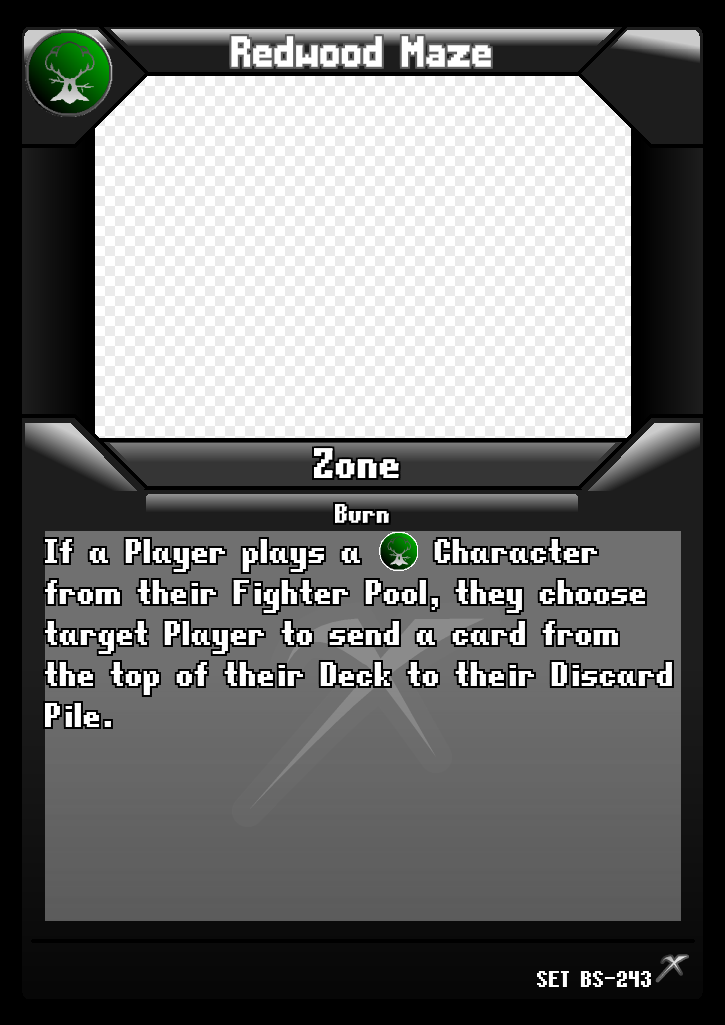 Redwood Maze
Zone
Burn
If a Player plays a Character
from their Fighter Pool, they choose
target Player to send a card from
the top of their Deck to their Discard
Pile.
SET BS-243